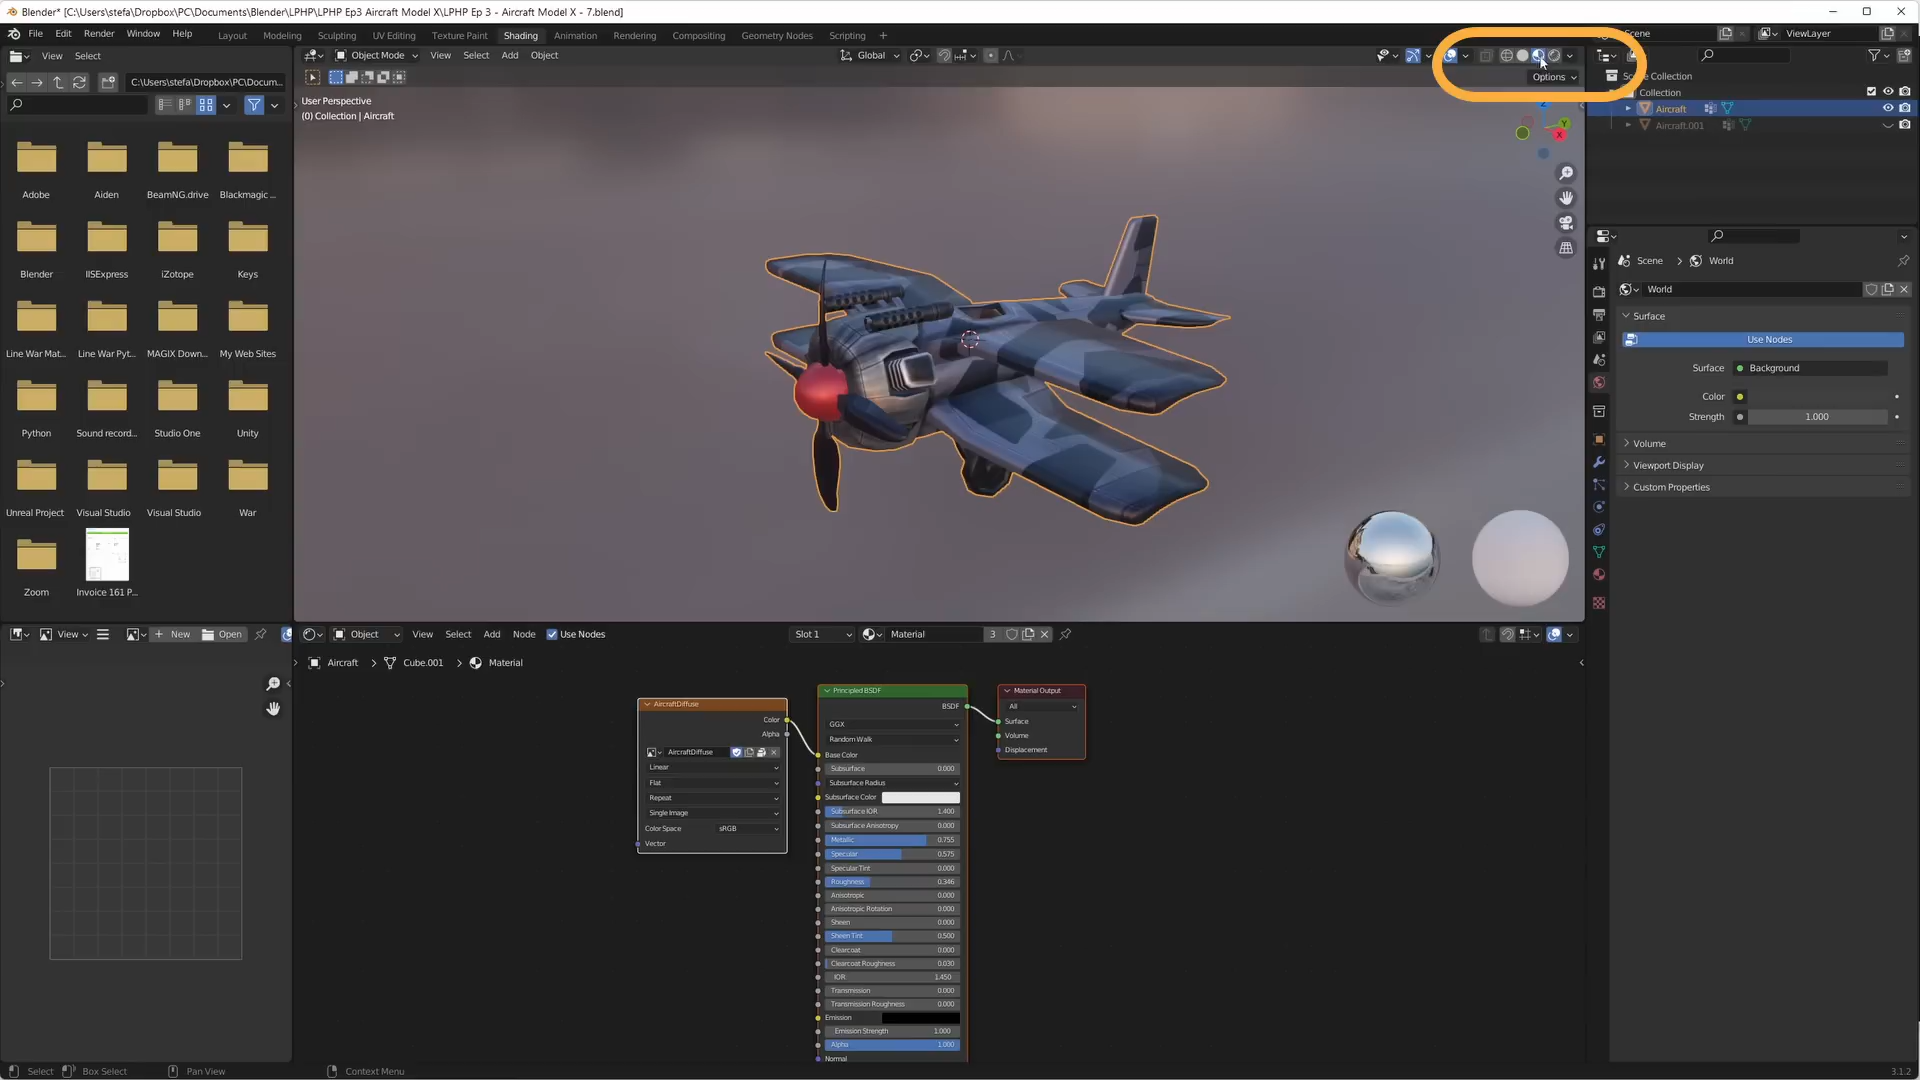 Blender* [C:\Users\stefa\Dropbox\PC\Documents\Blender\LPHP\LPHP Ep3 Aircraft Model X\LPHP Ep 3 - Aircraft Model X - 7.blend]
File Edit Render Window Help Layout Modeling Sculpting UV Editing Texture Paint Shading Animation Rendering Compositing Geometry Nodes Scripting + Scene ViewLayer
View Select Object Mode View Select Add Object Global
C:\Users\stefa\Dropbox\PC\Docum... Options Scene Collection
Collection
User Perspective
(0) Collection | Aircraft
Aircraft
Aircraft.001
Z
Y
X
Adobe Aiden BeamNG.drive Blackmagic ...
Blender IISExpress iZotope Keys
Line War Mat... Line War Pyt... MAGIX Down... My Web Sites
Python Sound record... Studio One Unity
Unreal Project Visual Studio Visual Studio War
Zoom Invoice 161 P...
Scene > World
World
Surface
Use Nodes
Surface Background
Color
Strength 1.000
Volume
Viewport Display
Custom Properties
View New Open Object View Select Add Node Use Nodes Slot 1 Material 3
Aircraft > Cube.001 > Material
AircraftDiffuse
Color
Alpha
AircraftDiffuse
Linear
Flat
Repeat
Single Image
Color Space sRGB
Vector
Principled BSDF
BSDF
GGX
Random Walk
Base Color
Subsurface 0.000
Subsurface Radius
Subsurface Color
Subsurface IOR 1.400
Subsurface Anisotropy 0.000
Metallic 0.755
Specular 0.575
Specular Tint 0.000
Roughness 0.346
Anisotropic 0.000
Anisotropic Rotation 0.000
Sheen 0.000
Sheen Tint 0.500
Clearcoat 0.000
Clearcoat Roughness 0.030
IOR 1.450
Transmission 0.000
Transmission Roughness 0.000
Emission
Emission Strength 1.000
Alpha 1.000
Normal
Material Output
All
Surface
Volume
Displacement
Select Box Select Pan View Context Menu 3.1.2